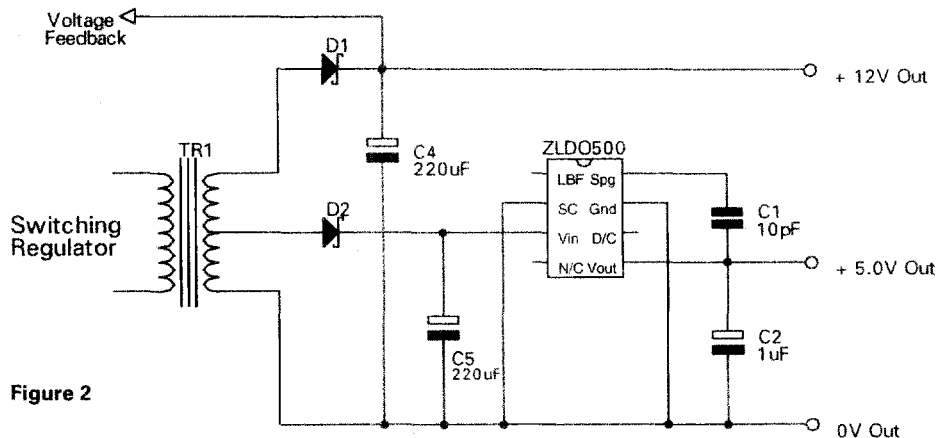 Voltage
Feedback
D1
+ 12V Out
TR1
C4
220uF
ZLDO500
LBF Spg
SC Gnd
Vin D/C
N/C Vout
D2
C1
10pF
Switching
Regulator
+ 5.0V Out
C5
220uF
C2
1uF
Figure 2
0V Out